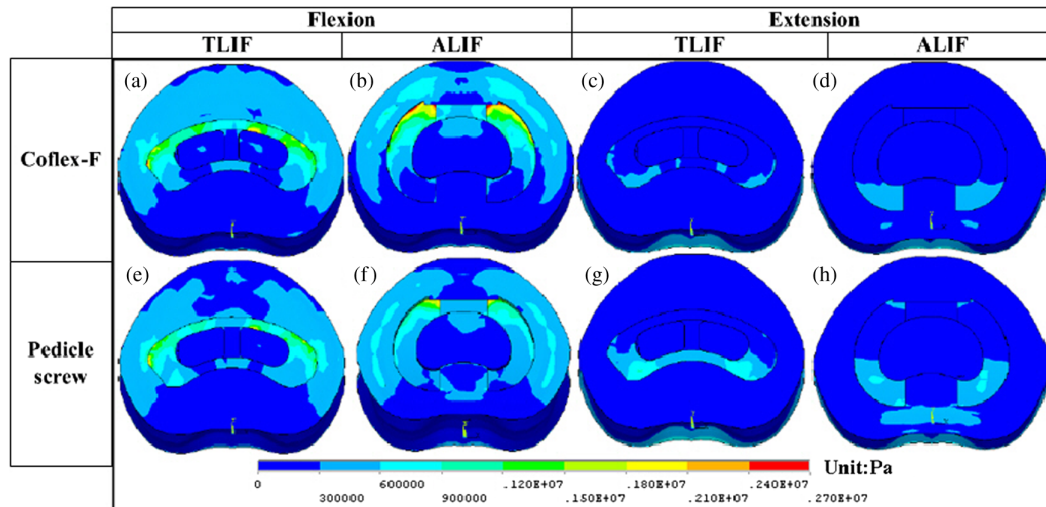 Flexion Extension
TLIF ALIF TLIF ALIF
(a) (b) (c) (d)
Coflex-F
(e) (f) (g) (h)
Pedicle
screw
Unit:Pa
0 600000 .120E+07 .180E+07 .240E+07
300000 900000 .150E+07 .210E+07 .270E+07